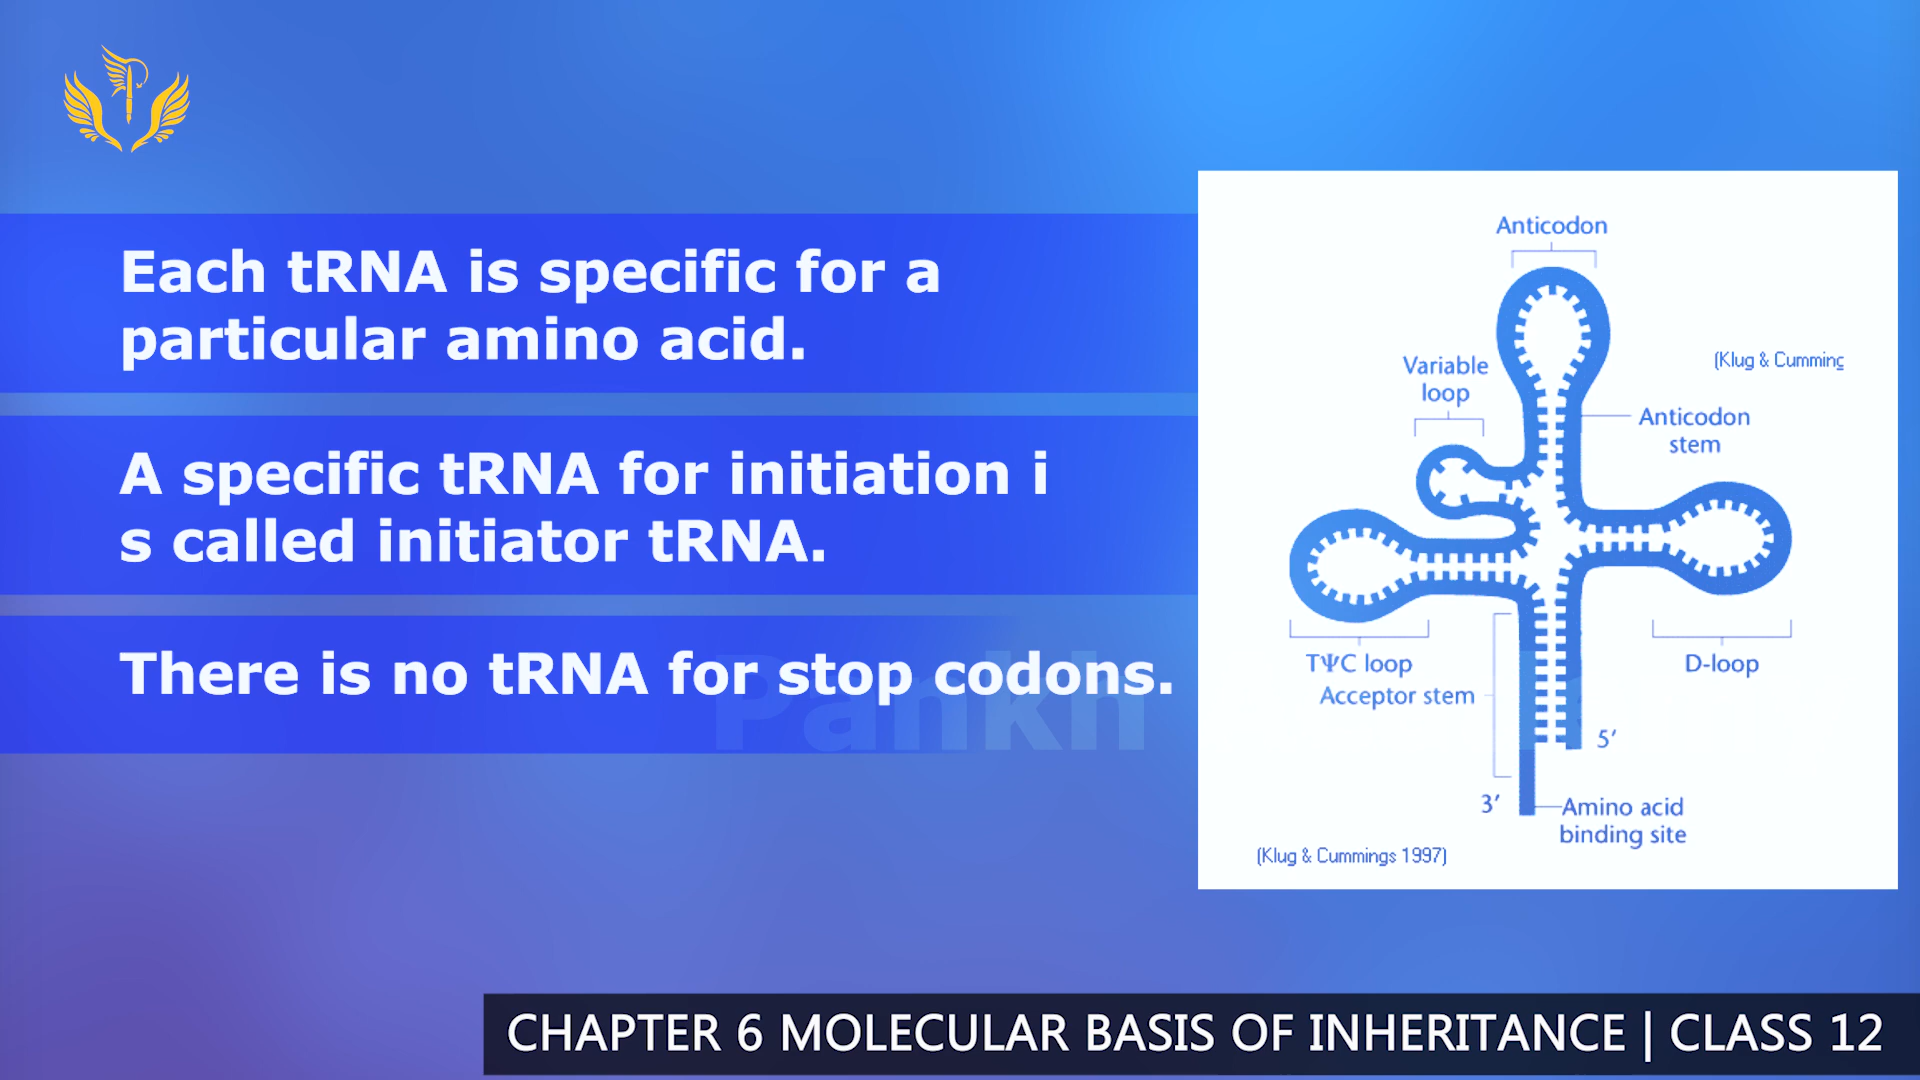 Each tRNA is specific for a
particular amino acid.
A specific tRNA for initiation i
s called initiator tRNA.
There is no tRNA for stop codons.
Pankh
Anticodon
(Klug & Cumming
Variable
loop
Anticodon
stem
TΨC loop
D-loop
Acceptor stem
5′
3′
Amino acid
binding site
(Klug & Cummings 1997)
CHAPTER 6 MOLECULAR BASIS OF INHERITANCE | CLASS 12